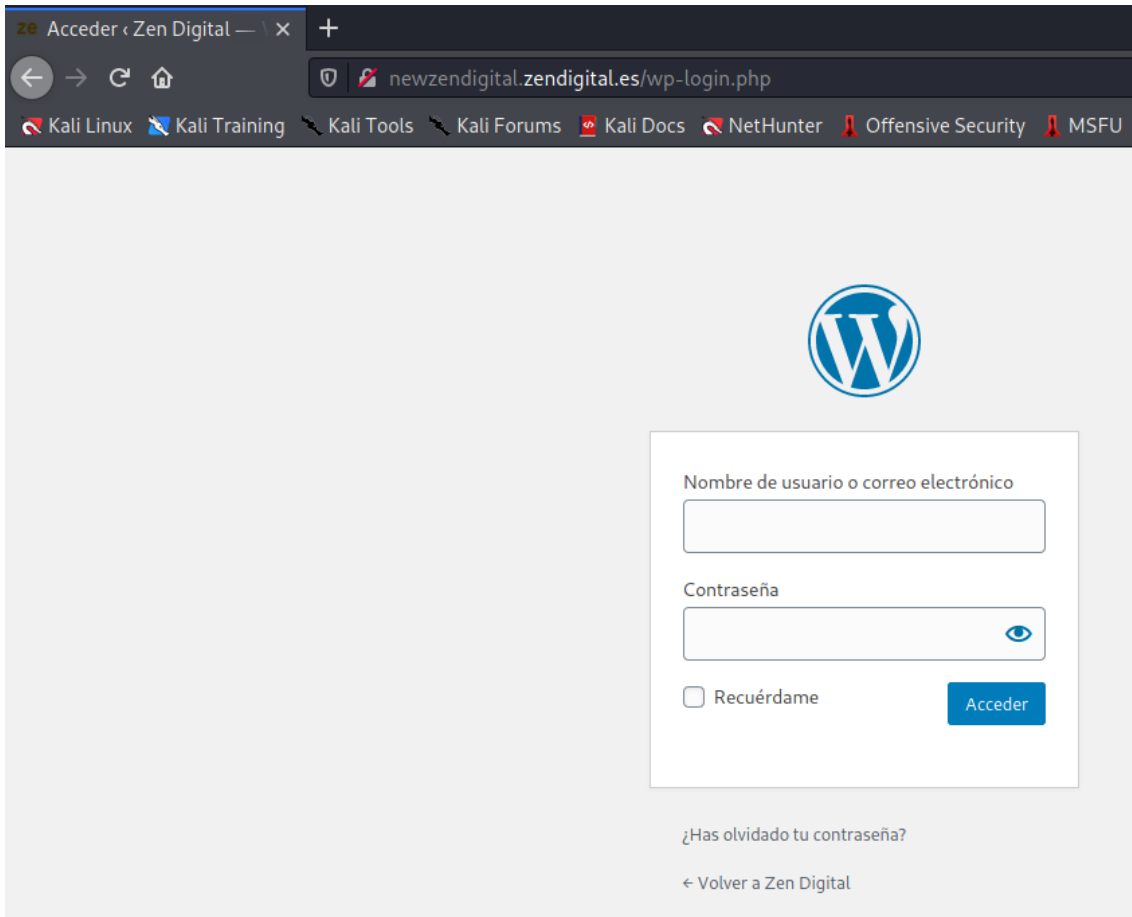 ze Acceder ‹ Zen Digital —
newzendigital.zendigital.es/wp-login.php
Kali Linux Kali Training Kali Tools Kali Forums Kali Docs NetHunter Offensive Security MSFU
Nombre de usuario o correo electrónico
Contraseña
Recuérdame
Acceder
¿Has olvidado tu contraseña?
← Volver a Zen Digital